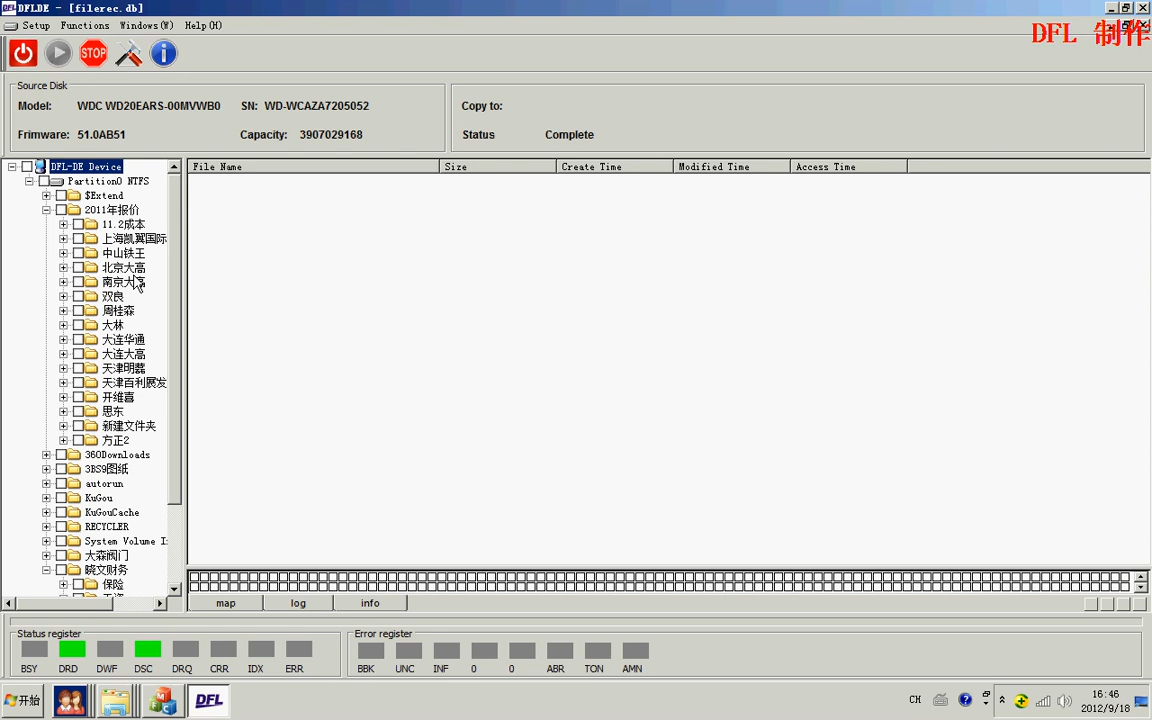 DFLDE - [filerec.db]
Setup Functions Windows(W) Help(H)
DFL 制作
STOP
Source Disk
Model: WDC WD20EARS-00MVWB0 SN: WD-WCAZA7205052
Copy to:
Frimware: 51.0AB51 Capacity: 3907029168
Status Complete
DFL-DE Device
File Name Size Create Time Modified Time Access Time
Partition0 NTFS
$Extend
2011年报价
11.2成本
上海凯翼国际
中山铁王
北京大高
南京大高
双良
周桂森
大林
大连华通
大连大高
天津明露
天津百利展发
开维喜
思东
新建文件夹
方正2
360Downloads
3BS9图纸
autorun
KuGou
KuGouCache
RECYCLER
System Volume I
大森阀门
晓文财务
保险
map log info
Status register
Error register
BSY DRD DWF DSC DRQ CRR IDX ERR
BBK UNC INF 0 0 ABR TON AMN
开始
DFL
CH
16:46
2012/9/18